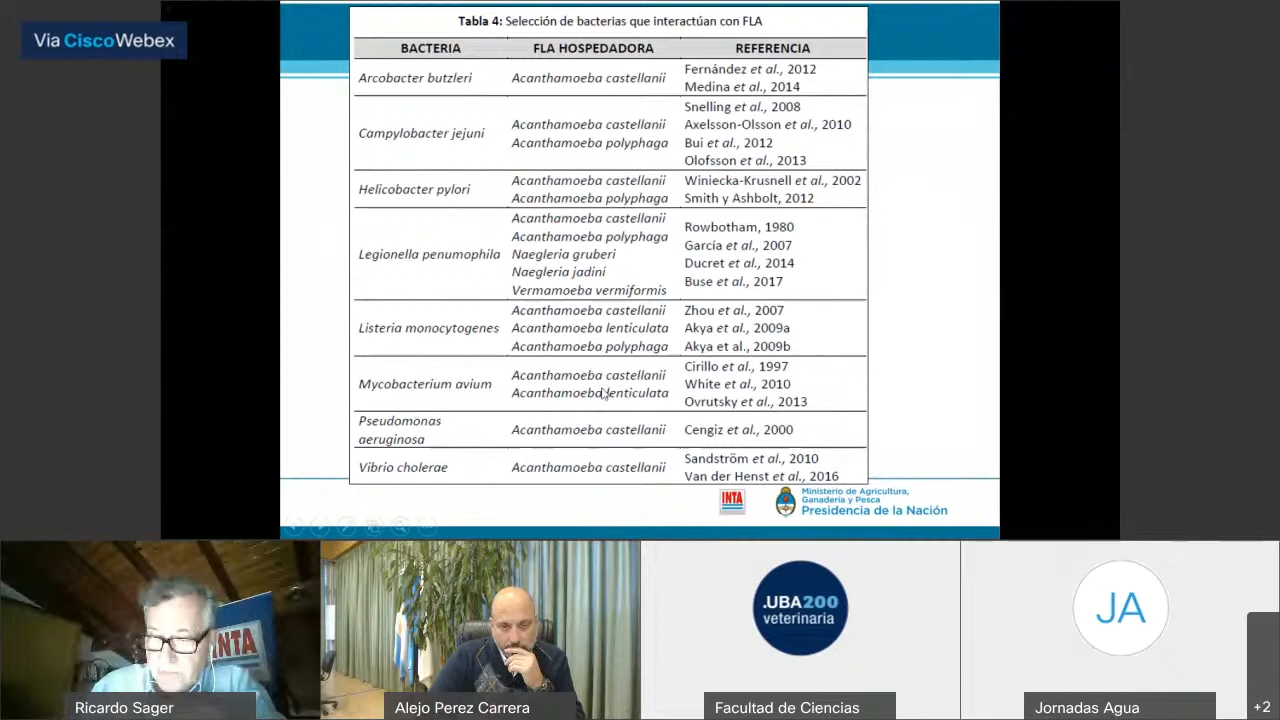 Via CiscoWebex
Tabla 4: Selección de bacterias que interactúan con FLA
BACTERIA FLA HOSPEDADORA REFERENCIA
Arcobacter butzleri
Acanthamoeba castellanii
Fernández et al., 2012
Medina et al., 2014
Campylobacter jejuni
Acanthamoeba castellanii
Acanthamoeba polyphaga
Snelling et al., 2008
Axelsson-Olsson et al., 2010
Bui et al., 2012
Olofsson et al., 2013
Helicobacter pylori
Acanthamoeba castellanii
Acanthamoeba polyphaga
Winiecka-Krusnell et al., 2002
Smith y Ashbolt, 2012
Legionella penumophila
Acanthamoeba castellanii
Acanthamoeba polyphaga
Naegleria gruberi
Naegleria jadini
Vermamoeba vermiformis
Rowbotham, 1980
García et al., 2007
Ducret et al., 2014
Buse et al., 2017
Listeria monocytogenes
Acanthamoeba castellanii
Acanthamoeba lenticulata
Acanthamoeba polyphaga
Zhou et al., 2007
Akya et al., 2009a
Akya et al., 2009b
Mycobacterium avium
Acanthamoeba castellanii
Acanthamoeba lenticulata
Cirillo et al., 1997
White et al., 2010
Ovrutsky et al., 2013
Pseudomonas
aeruginosa
Acanthamoeba castellanii
Cengiz et al., 2000
Vibrio cholerae
Acanthamoeba castellanii
Sandström et al., 2010
Van der Henst et al., 2016
INTA
Ministerio de Agricultura,
Ganadería y Pesca
Presidencia de la Nación
INTA
.UBA200
veterinaria
JA
Ricardo Sager
Alejo Perez Carrera
Facultad de Ciencias
Jornadas Agua
+2